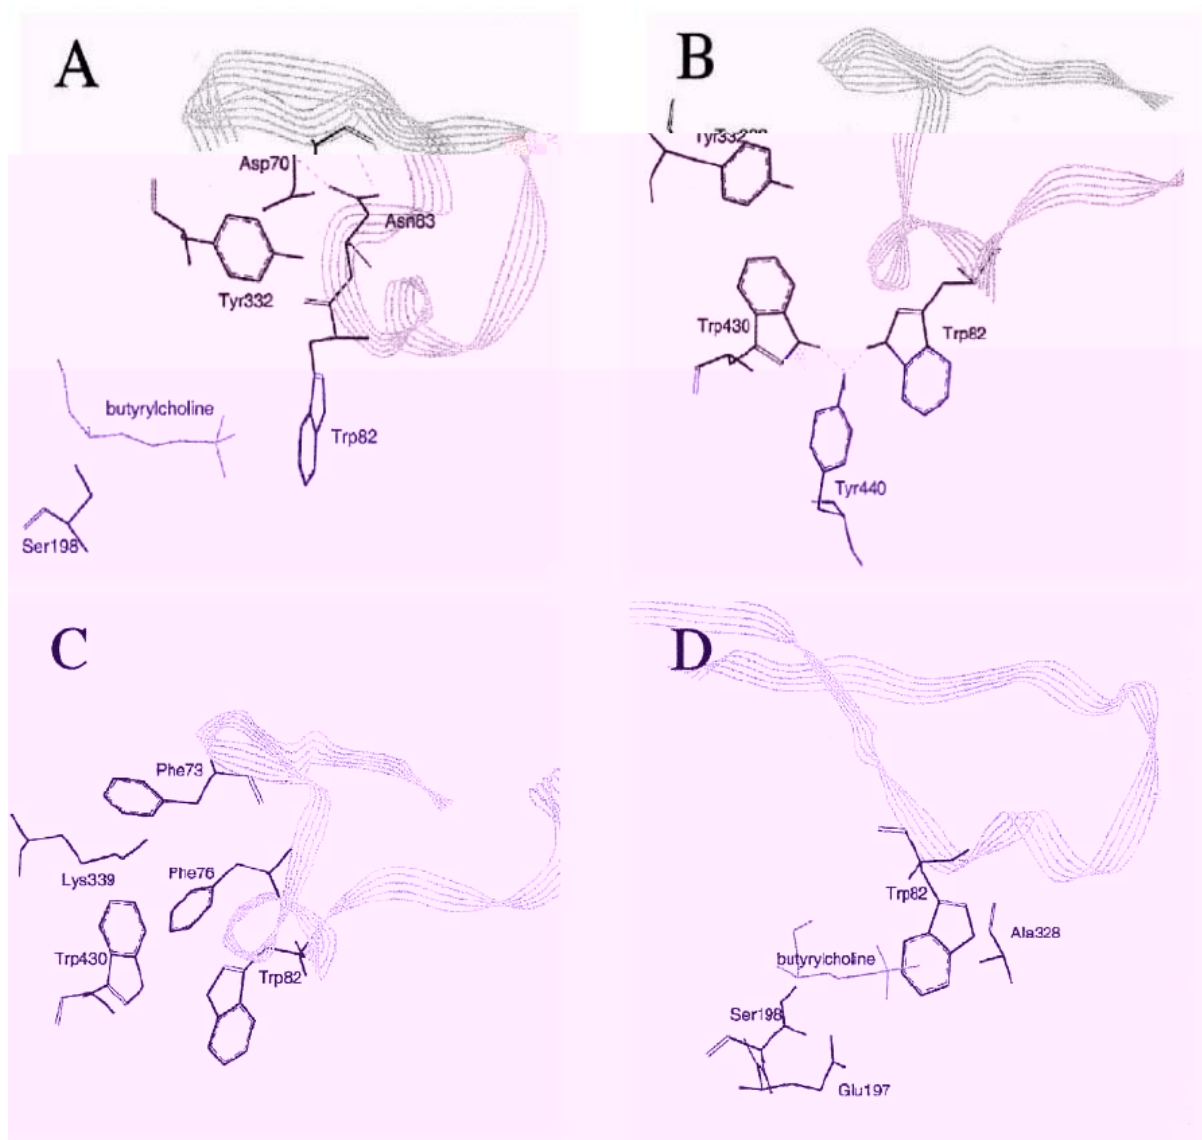 A
Asp70
Asn83
Tyr332
butyrylcholine
Trp82
Ser198
B
Tyr332
Trp430
Trp82
Tyr440
C
Phe73
Lys339
Phe76
Trp430
Trp82
D
Trp82
Ala328
butyrylcholine
Ser198
Glu197